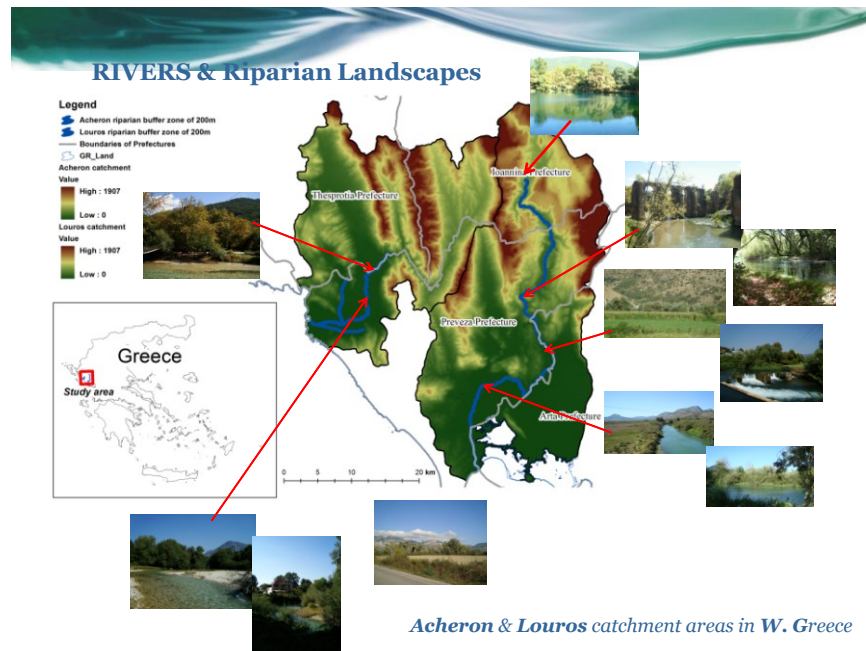 RIVERS & Riparian Landscapes
Legend
Acheron riparian buffer zone of 200m
Louros riparian buffer zone of 200m
Boundaries of Prefectures
GR_Land
Acheron catchment
Value
High : 1907
Low : 0
Louros catchment
Value
High : 1907
Low : 0
Ioannina Prefecture
Thesprotia Prefecture
Preveza Prefecture
Arta Prefecture
Greece
Study area
0 5 10 20 km
Acheron & Louros catchment areas in W. Greece